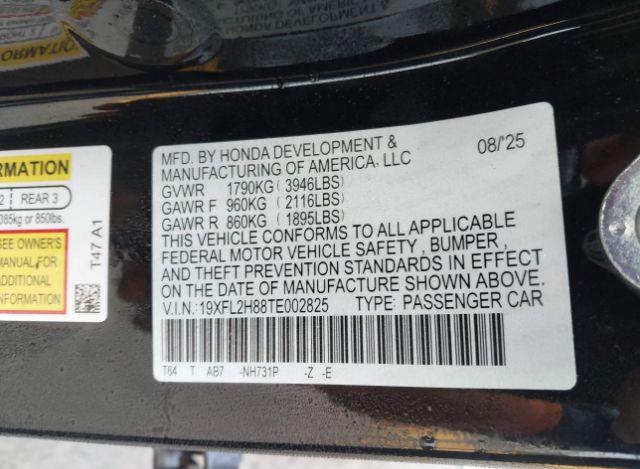 MFD. BY HONDA DEVELOPMENT & 08/'25
MANUFACTURING OF AMERICA. LLC
GVWR 1790KG ( 3946LBS)
GAWR F 960KG ( 2116LBS)
GAWR R 860KG ( 1895LBS)
THIS VEHICLE CONFORMS TO ALL APPLICABLE
FEDERAL MOTOR VEHICLE SAFETY , BUMPER ,
AND THEFT PREVENTION STANDARDS IN EFFECT
ON THE DATE OF MANUFACTURE SHOWN ABOVE.
V.I.N.: 19XFL2H88TE002825 TYPE: PASSENGER CAR
T64 T AB7 -NH731P -Z -E
RMATION
2 REAR 3
385kg or 850lbs.
SEE OWNER'S
MANUAL FOR
ADDITIONAL
INFORMATION
T47 A1